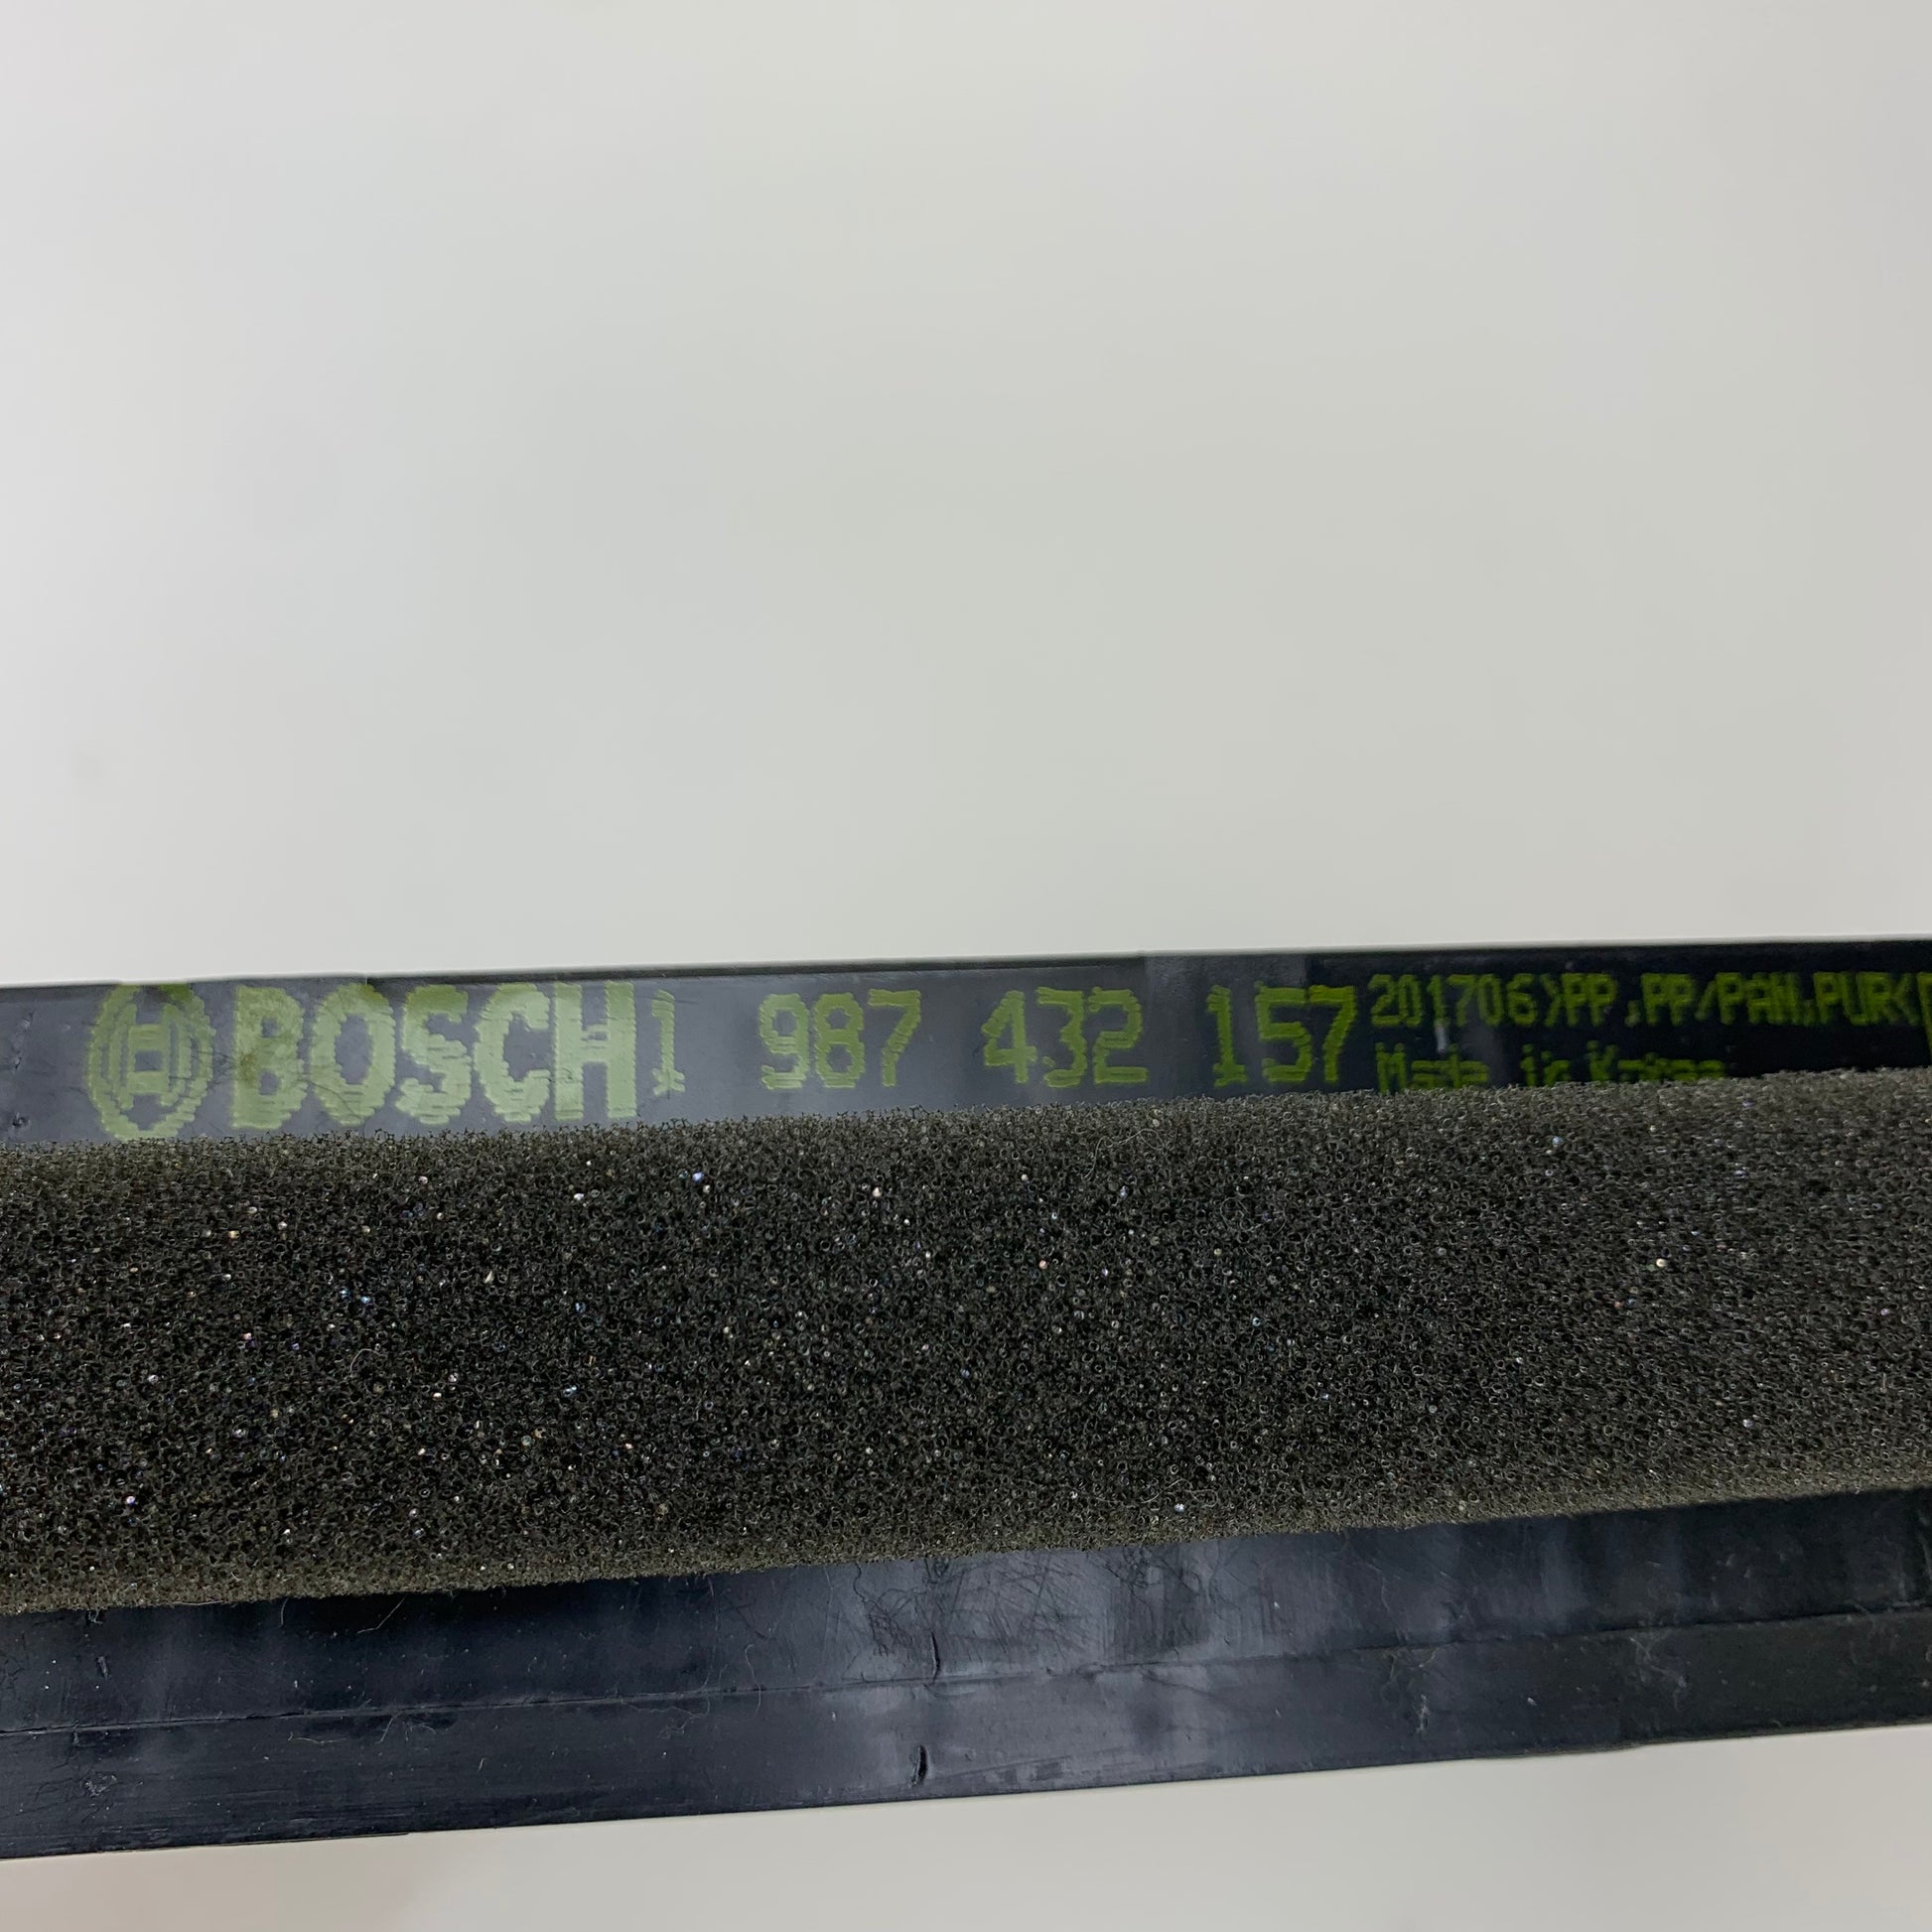 BOSCH 1 987 432 157 201706>PP,PP/PAN,PUR<
Made in Korea